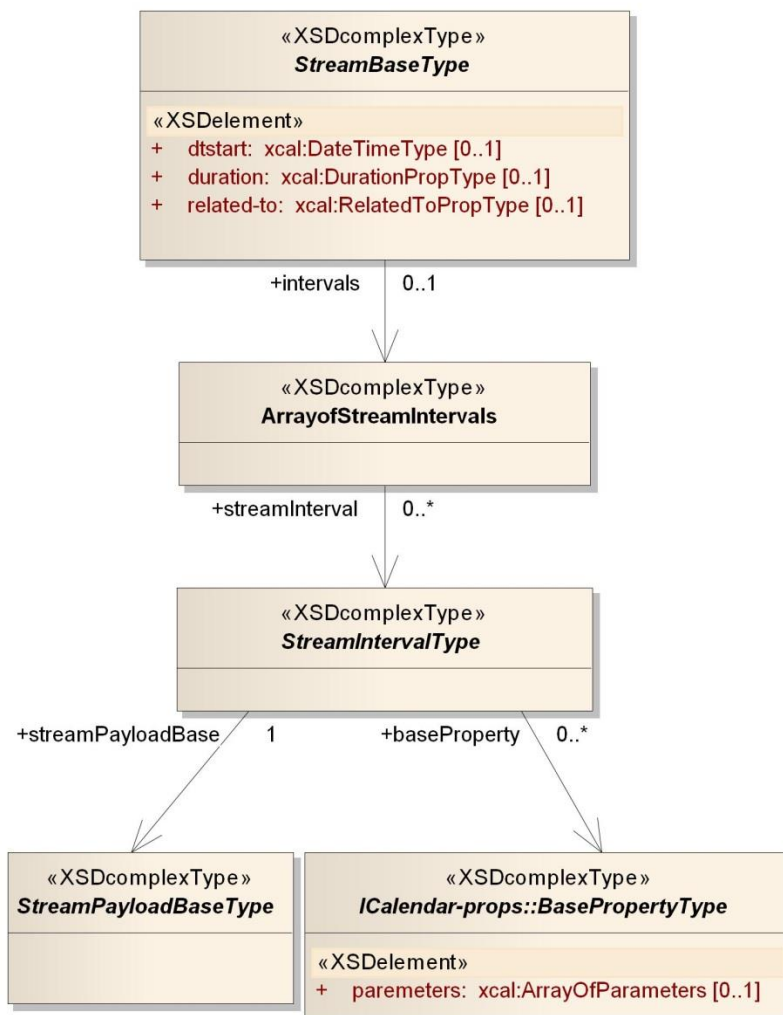 «XSDcomplexType»
StreamBaseType
«XSDelement»
+ dtstart: xcal:DateTimeType [0..1]
+ duration: xcal:DurationPropType [0..1]
+ related-to: xcal:RelatedToPropType [0..1]
+intervals 0..1
«XSDcomplexType»
ArrayofStreamIntervals
+streamInterval 0..*
«XSDcomplexType»
StreamIntervalType
+streamPayloadBase 1 +baseProperty 0..*
«XSDcomplexType»
StreamPayloadBaseType
«XSDcomplexType»
ICalendar-props::BasePropertyType
«XSDelement»
+ paremeters: xcal:ArrayOfParameters [0..1]